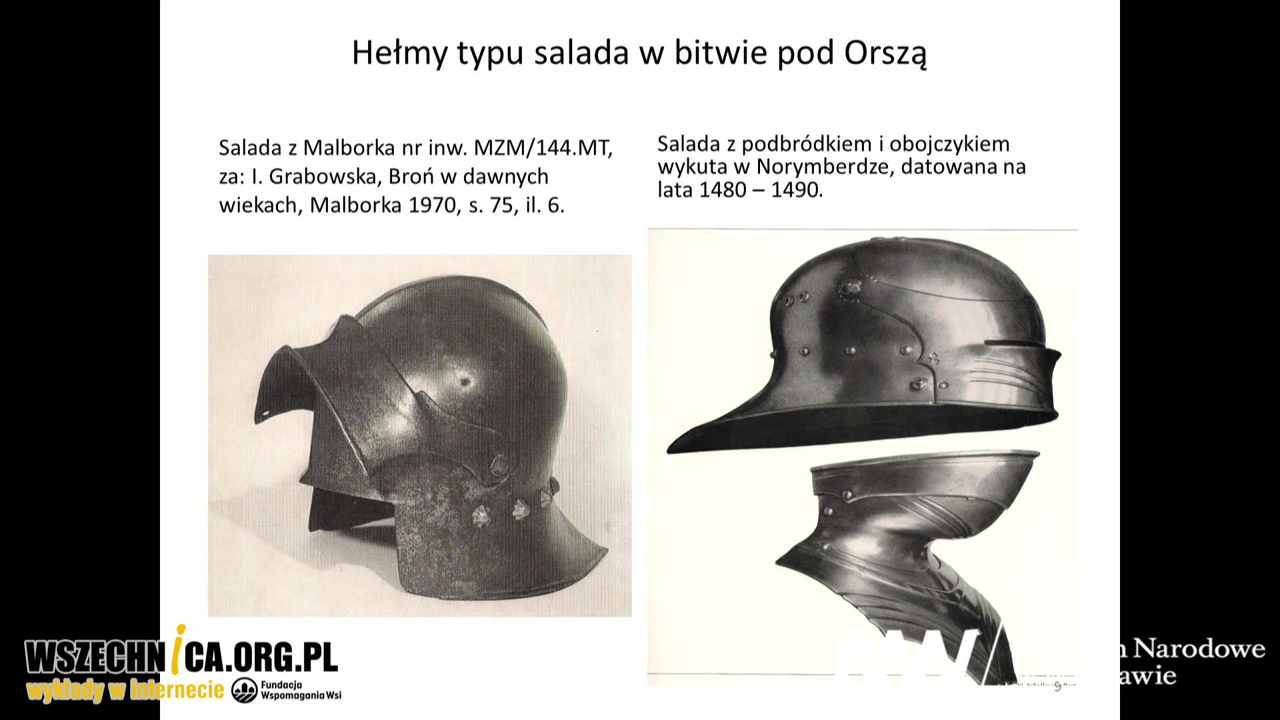 Hełmy typu salada w bitwie pod Orszą
Salada z Malborka nr inw. MZM/144.MT,
za: I. Grabowska, Broń w dawnych
wiekach, Malborka 1970, s. 75, il. 6.
Salada z podbródkiem i obojczykiem
wykuta w Norymberdze, datowana na
lata 1480 – 1490.
WSZECHNICA.ORG.PL
wykłady w Internecie
Fundacja
Wspomagania Wsi
Narodowe